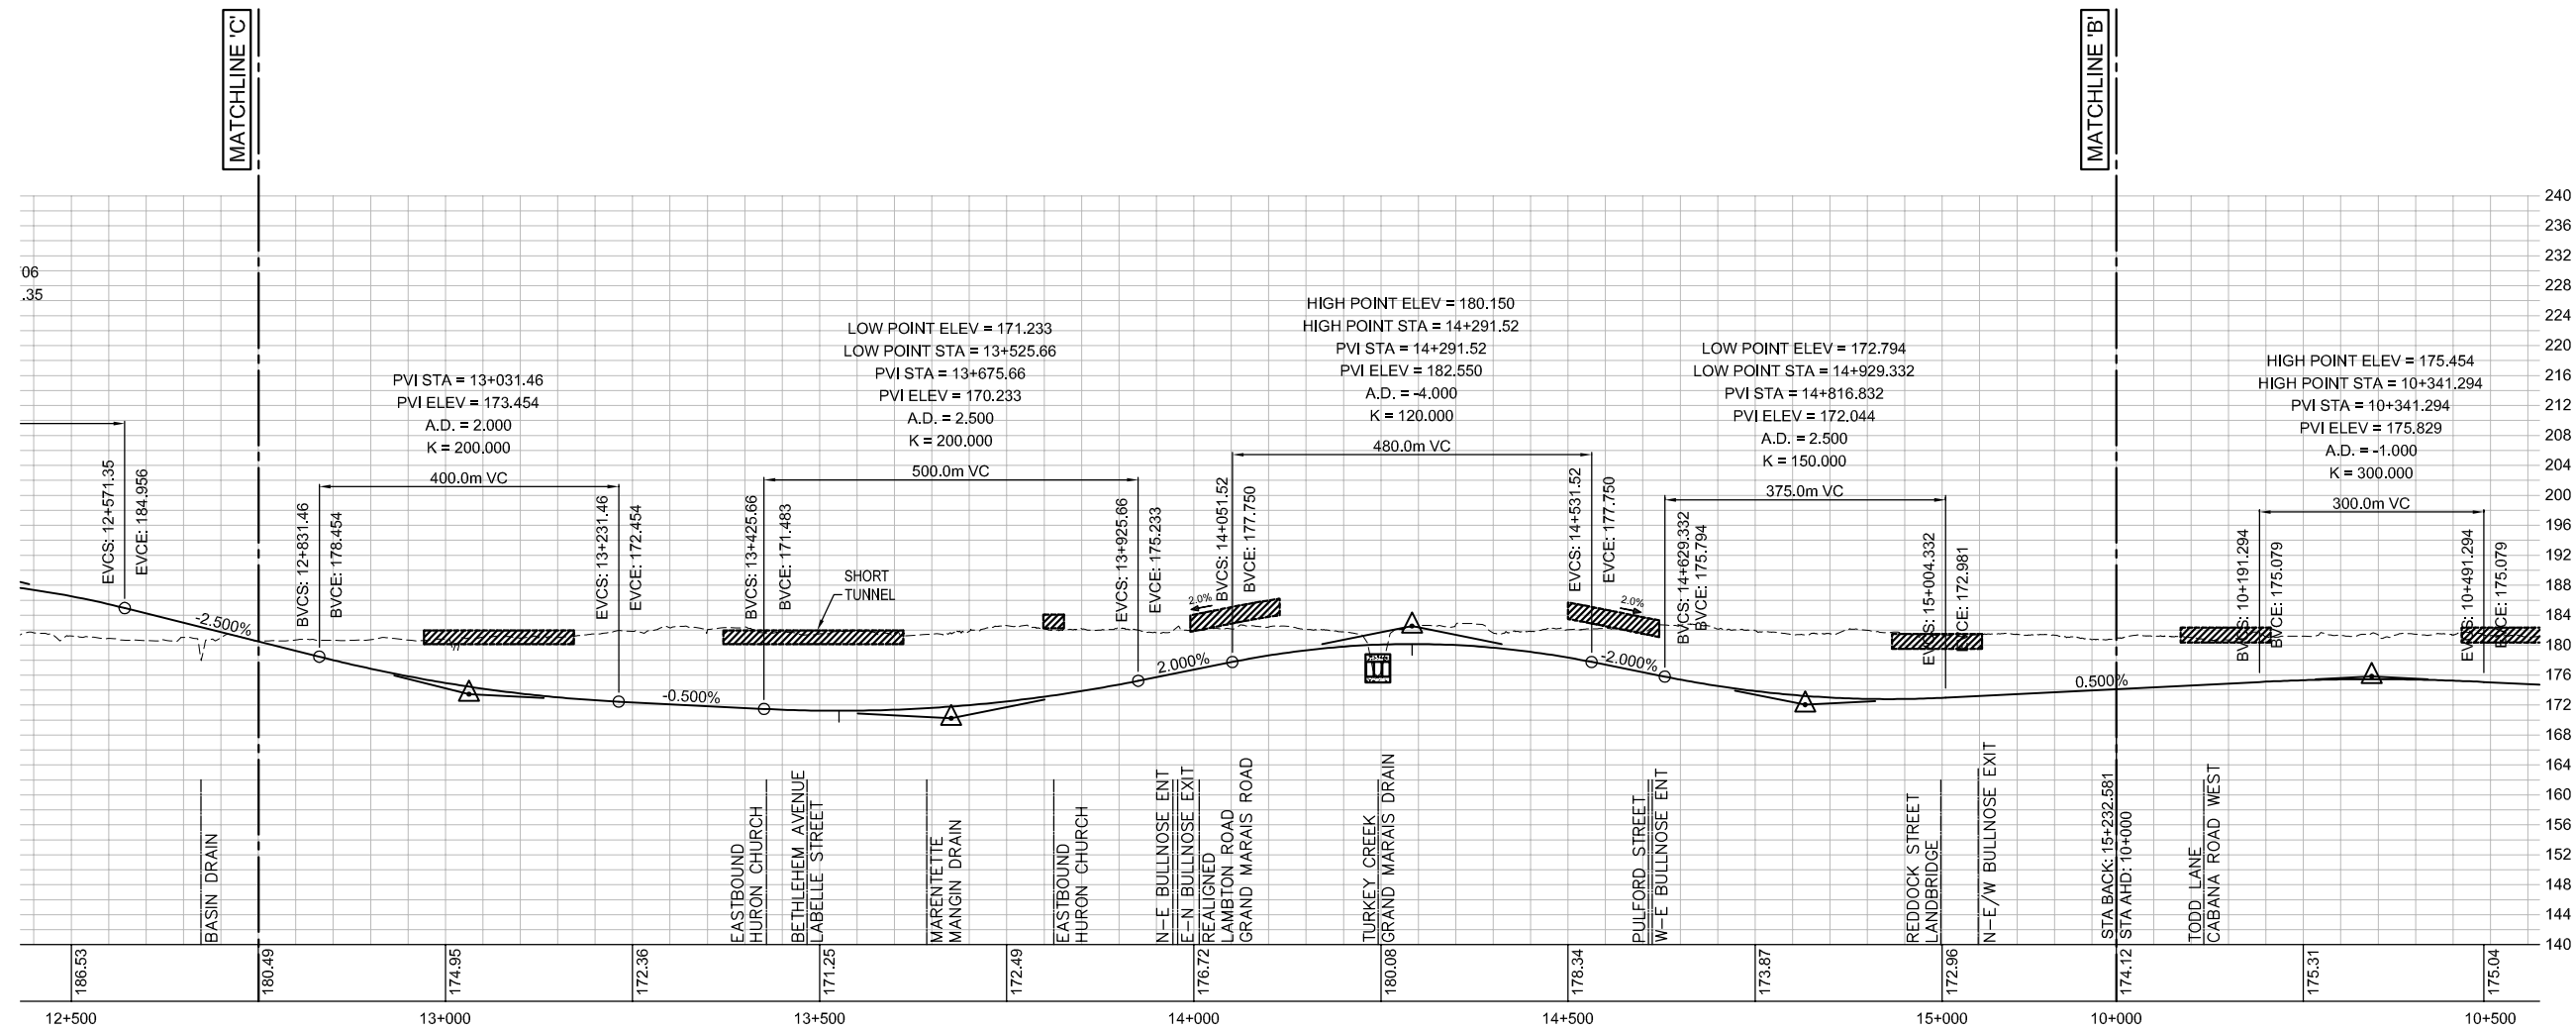 MATCHLINE 'C'
MATCHLINE 'B'
240
236
232
228
224
220
216
212
208
204
200
196
192
188
184
180
176
172
168
164
160
156
152
148
144
140
06
.35
EVCS: 12+571.35
EVCE: 184.956
-2.500%
PVI STA = 13+031.46
PVI ELEV = 173.454
A.D. = 2.000
K = 200.000
400.0m VC
BVCS: 12+831.46
BVCE: 178.454
EVCS: 13+231.46
EVCE: 172.454
-0.500%
LOW POINT ELEV = 171.233
LOW POINT STA = 13+525.66
PVI STA = 13+675.66
PVI ELEV = 170.233
A.D. = 2.500
K = 200.000
500.0m VC
BVCS: 13+425.66
BVCE: 171.483
SHORT
TUNNEL
EVCS: 13+925.66
EVCE: 175.233
2.000%
2.0%
HIGH POINT ELEV = 180.150
HIGH POINT STA = 14+291.52
PVI STA = 14+291.52
PVI ELEV = 182.550
A.D. = -4.000
K = 120.000
480.0m VC
BVCS: 14+051.52
BVCE: 177.750
EVCS: 14+531.52
EVCE: 177.750
2.0%
-2.000%
LOW POINT ELEV = 172.794
LOW POINT STA = 14+929.332
PVI STA = 14+816.832
PVI ELEV = 172.044
A.D. = 2.500
K = 150.000
375.0m VC
BVCS: 14+629.332
BVCE: 175.794
EVCS: 15+004.332
EVCE: 172.981
0.500%
HIGH POINT ELEV = 175.454
HIGH POINT STA = 10+341.294
PVI STA = 10+341.294
PVI ELEV = 175.829
A.D. = -1.000
K = 300.000
300.0m VC
BVCS: 10+191.294
BVCE: 175.079
EVCS: 10+491.294
EVCE: 175.079
BASIN DRAIN
EASTBOUND
HURON CHURCH
BETHLEHEM AVENUE
LABELLE STREET
MARENTETTE
MANGIN DRAIN
EASTBOUND
HURON CHURCH
N-E BULLNOSE ENT
E-N BULLNOSE EXIT
REALIGNED
LAMBTON ROAD
GRAND MARAIS ROAD
TURKEY CREEK
GRAND MARAIS DRAIN
PULFORD STREET
W-E BULLNOSE ENT
REDDOCK STREET
LANDBRIDGE
N-E/W BULLNOSE EXIT
STA BACK: 15+232.581
STA AHD: 10+000
TODD LANE
CABANA ROAD WEST
186.53
180.49
174.95
172.36
171.25
172.49
176.72
180.08
178.34
173.87
172.96
174.12
175.31
175.04
12+500
13+000
13+500
14+000
14+500
15+000
10+000
10+500